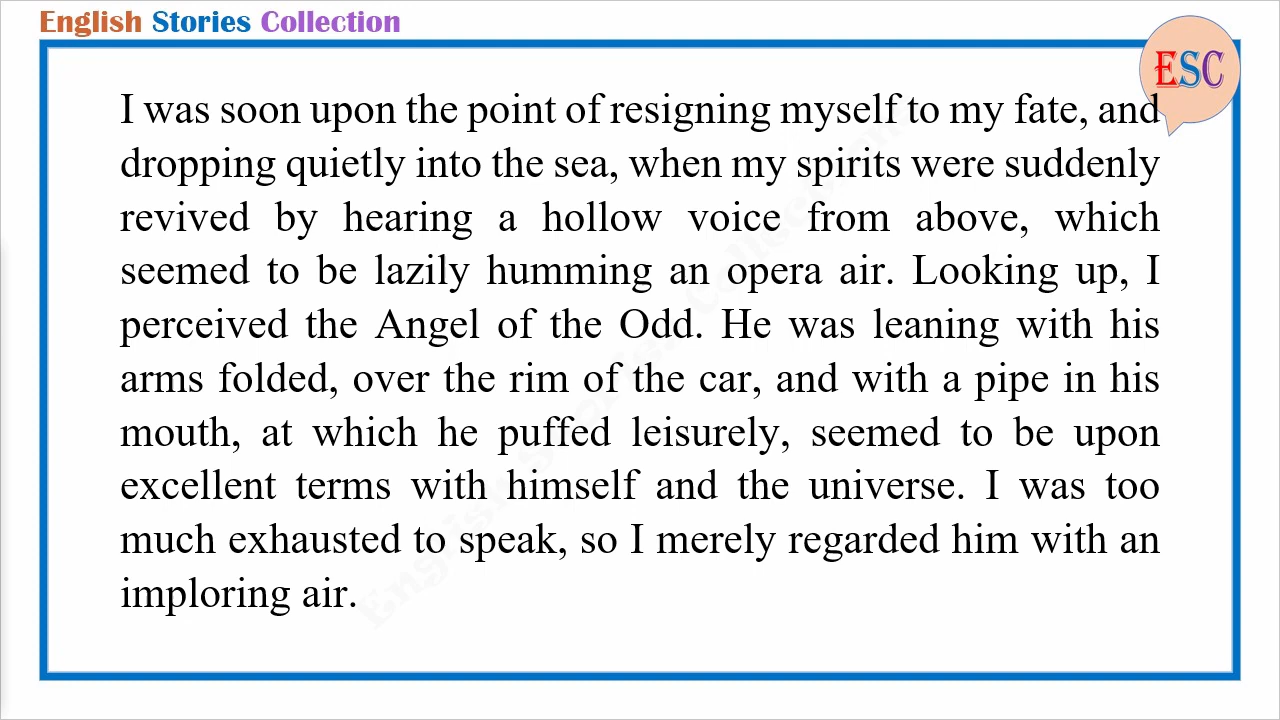 English Stories Collection
ESC
I was soon upon the point of resigning myself to my fate, and
dropping quietly into the sea, when my spirits were suddenly
revived by hearing a hollow voice from above, which
seemed to be lazily humming an opera air. Looking up, I
perceived the Angel of the Odd. He was leaning with his
arms folded, over the rim of the car, and with a pipe in his
mouth, at which he puffed leisurely, seemed to be upon
excellent terms with himself and the universe. I was too
much exhausted to speak, so I merely regarded him with an
imploring air.
English Stories Collection